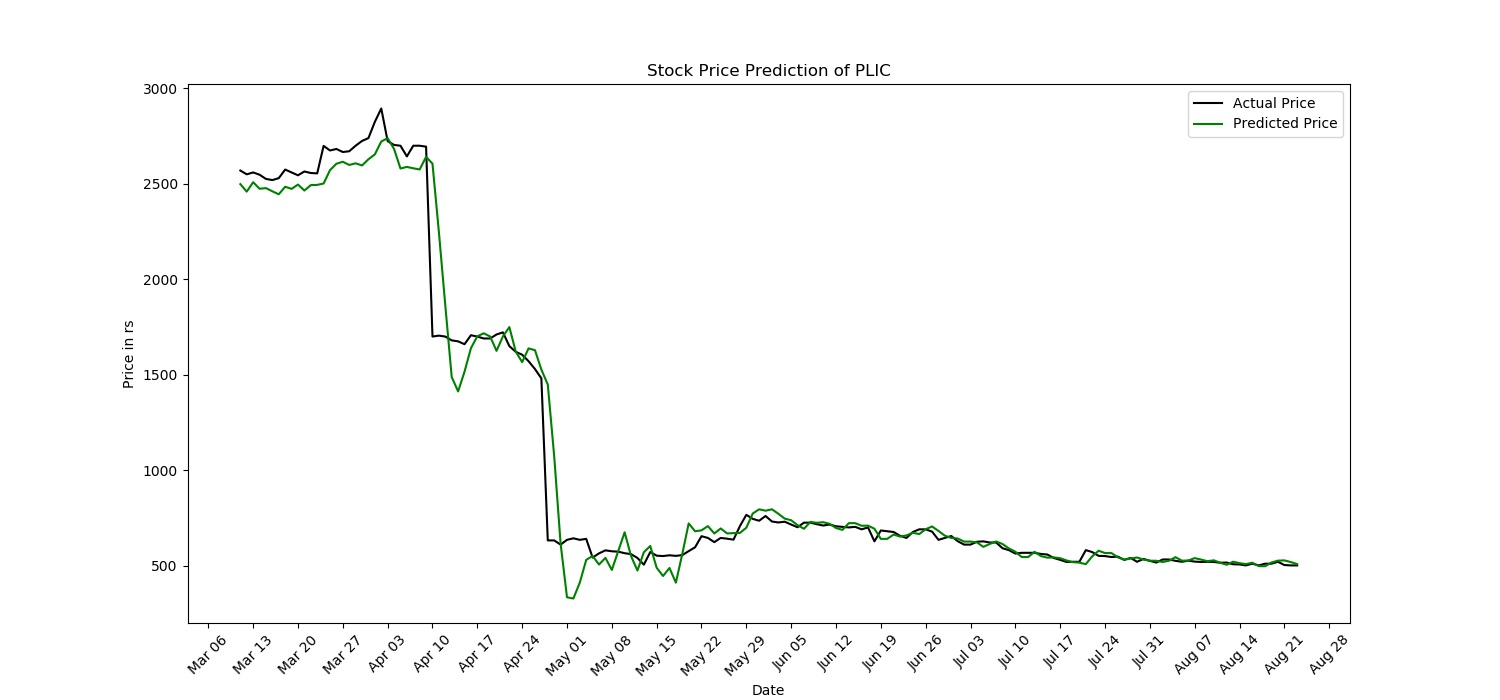 Stock Price Prediction of PLIC
Actual Price
Predicted Price
Price in rs
3000
2500
2000
1500
1000
500
Mar 06
Mar 13
Mar 20
Mar 27
Apr 03
Apr 10
Apr 17
Apr 24
May 01
May 08
May 15
May 22
May 29
Jun 05
Jun 12
Jun 19
Jun 26
Jul 03
Jul 10
Jul 17
Jul 24
Jul 31
Aug 07
Aug 14
Aug 21
Aug 28
Date